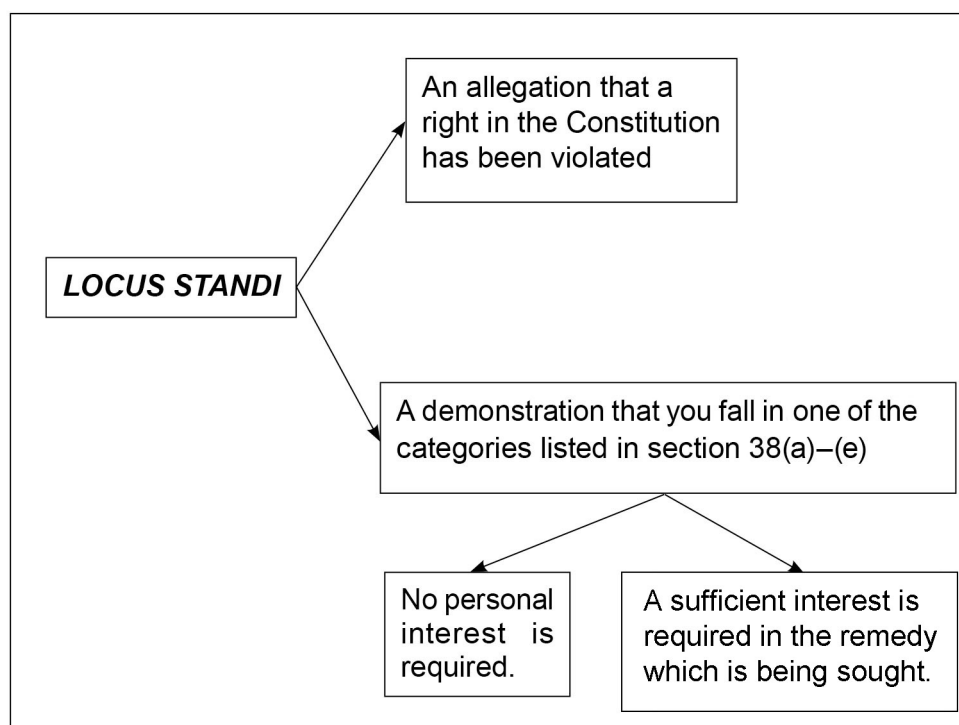 An allegation that a
right in the Constitution
has been violated
LOCUS STANDI
A demonstration that you fall in one of the
categories listed in section 38(a)–(e)
No personal
interest is
required.
A sufficient interest is
required in the remedy
which is being sought.